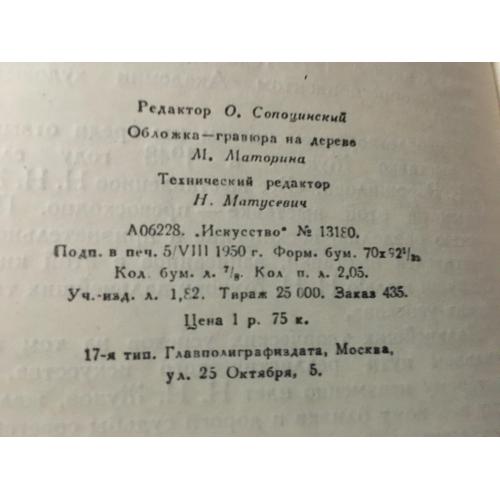 Редактор О. Сопоцинский
Обложка—гравюра на дереве
М. Маторина
Технический редактор
Н. Матусевич
А06228. „Искусство" № 13180.
Подп. в печ. 5/VIII 1950 г. Форм. бум. 70х92¹/₃₂
Кол. бум. л. ⁷/₈. Кол п. л. 2,05.
Уч.-изд. л. 1,82. Тираж 25 000. Заказ 435.
Цена 1 р. 75 к.
17-я тип. Главполиграфиздата, Москва,
ул. 25 Октября, 5.